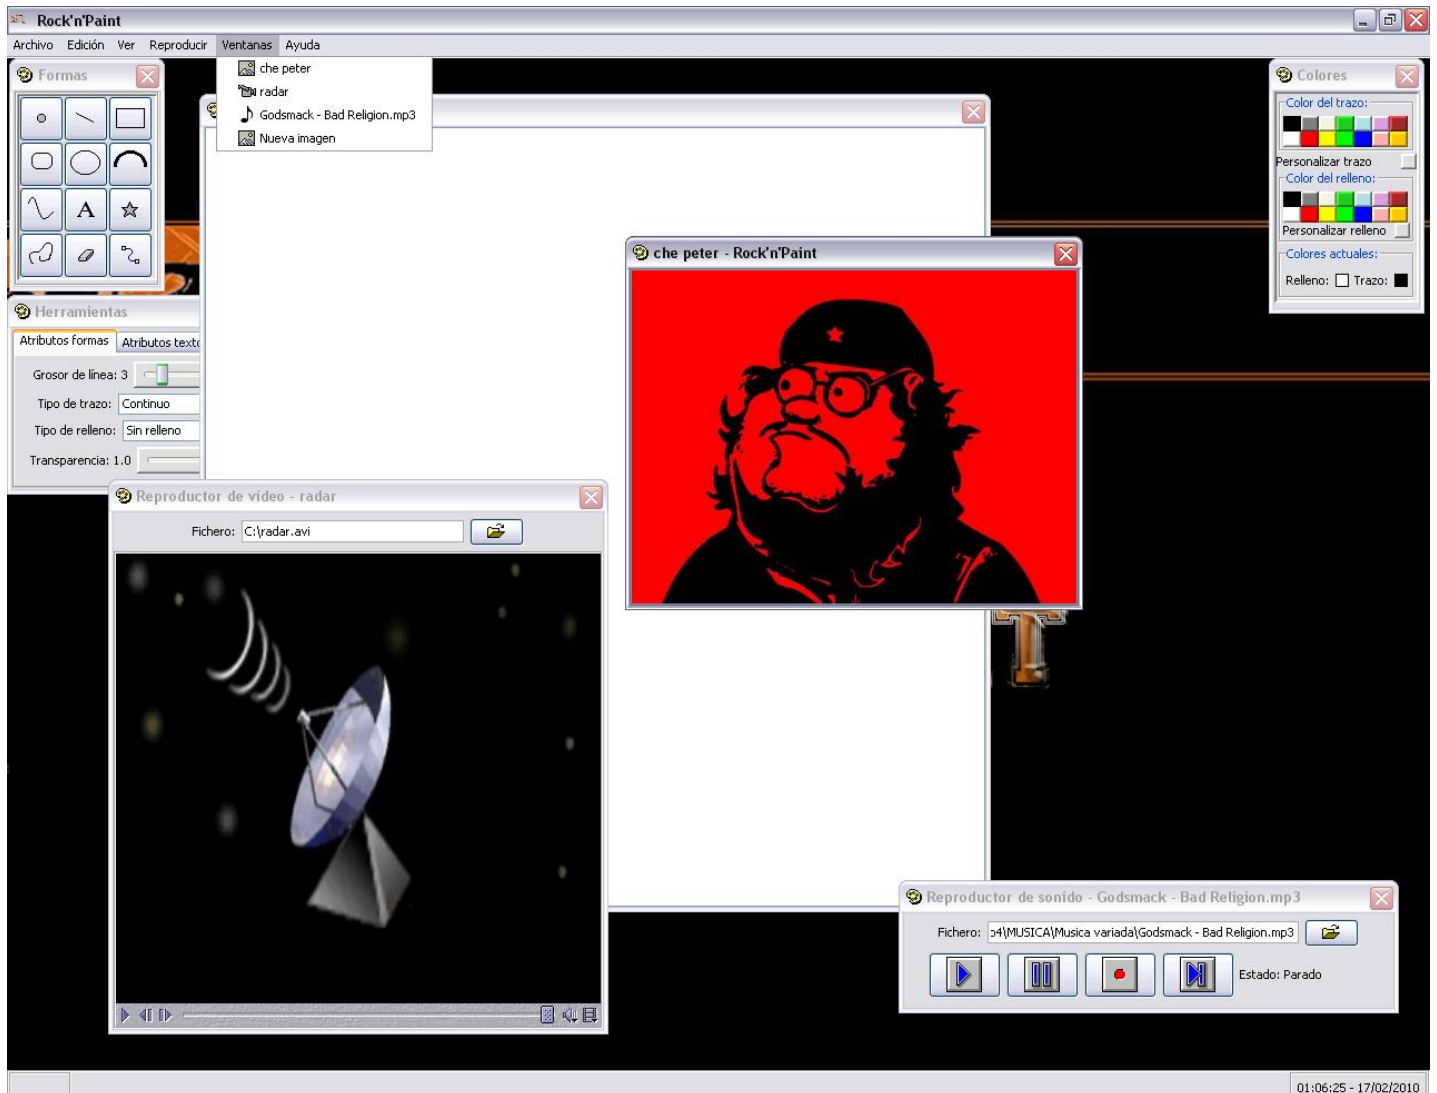 Rock'n'Paint
Archivo Edición Ver Reproducir Ventanas Ayuda
che peter
radar
Godsmack - Bad Religion.mp3
Nueva imagen
Formas
A
Herramientas
Atributos formas Atributos texto
Grosor de línea: 3
Tipo de trazo: Continuo
Tipo de relleno: Sin relleno
Transparencia: 1.0
Colores
Color del trazo:
Personalizar trazo
Color del relleno:
Personalizar relleno
Colores actuales:
Relleno: Trazo:
che peter - Rock'n'Paint
Reproductor de vídeo - radar
Fichero: C:\radar.avi
Reproductor de sonido - Godsmack - Bad Religion.mp3
Fichero: o4\MUSICA\Musica variada\Godsmack - Bad Religion.mp3
Estado: Parado
01:06:25 - 17/02/2010